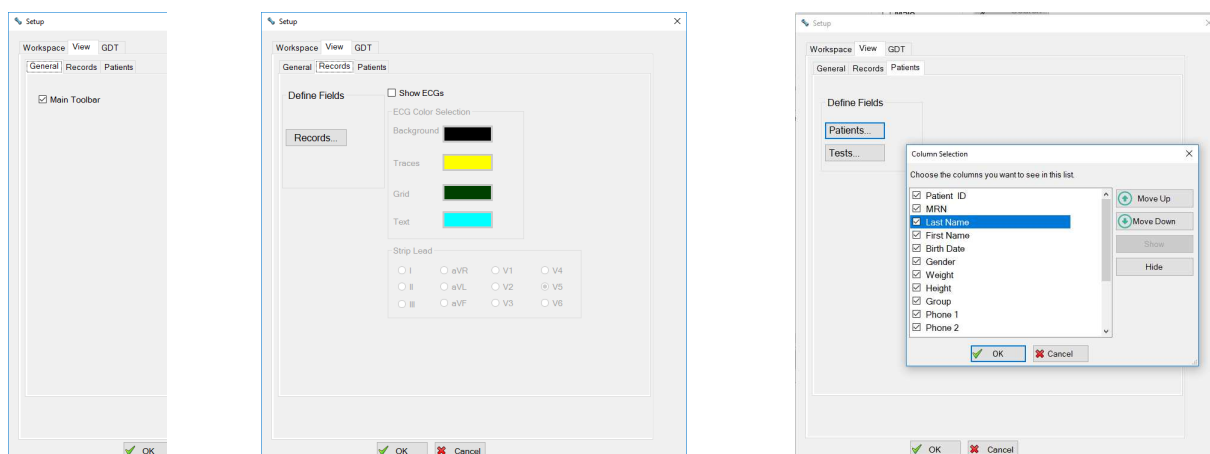 Setup
Workspace View GDT
General Records Patients
Main Toolbar
OK
Setup
Workspace View GDT
General Records Patients
Define Fields
Records...
Show ECGs
ECG Color Selection
Background
Traces
Grid
Text
Strip Lead
I aVR V1 V4
II aVL V2 V5
III aVF V3 V6
OK Cancel
Setup
Workspace View GDT
General Records Patients
Define Fields
Patients...
Tests...
Column Selection
Choose the columns you want to see in this list.
Patient ID
MRN
Last Name
First Name
Birth Date
Gender
Weight
Height
Group
Phone 1
Phone 2
Move Up
Move Down
Show
Hide
OK Cancel
OK Cancel